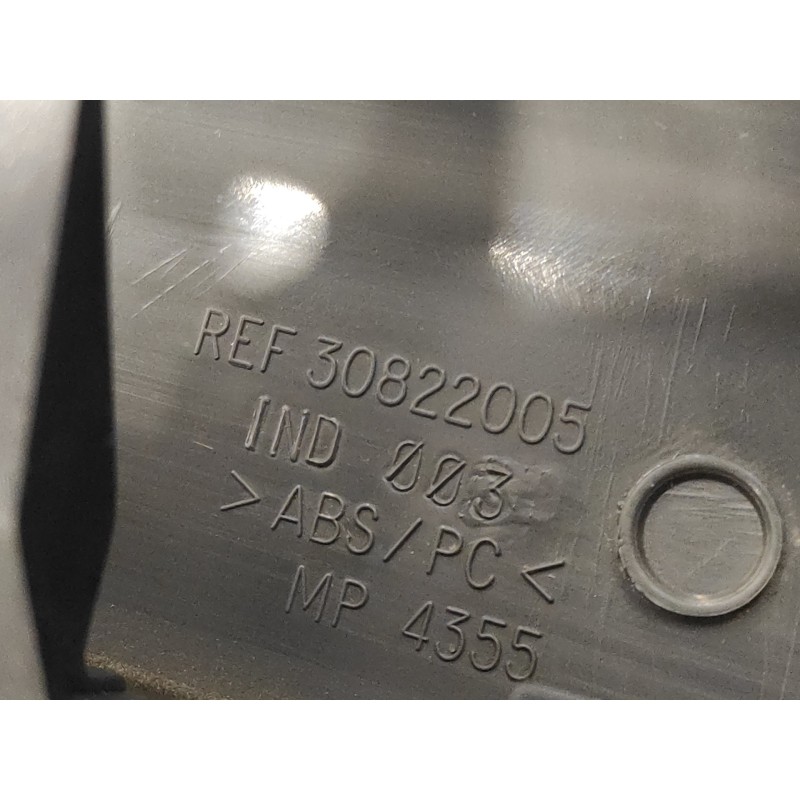 REF 30822005
IND 003
>ABS/PC<
MP 4355